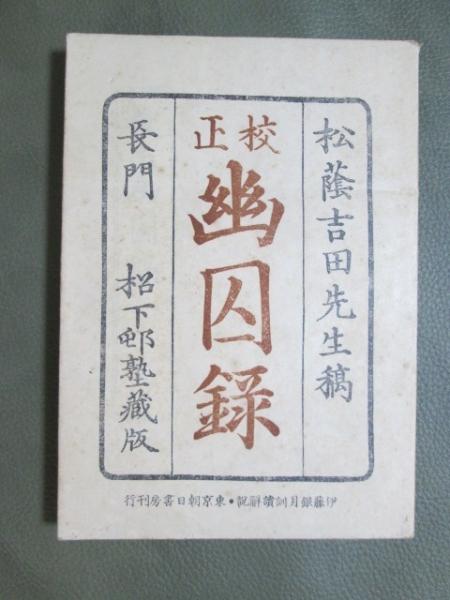 松蔭吉田先生稿
校正
幽囚録
長門 松下邨塾藏版
伊藤銀月訓讀解説・東京朝日書房刊行